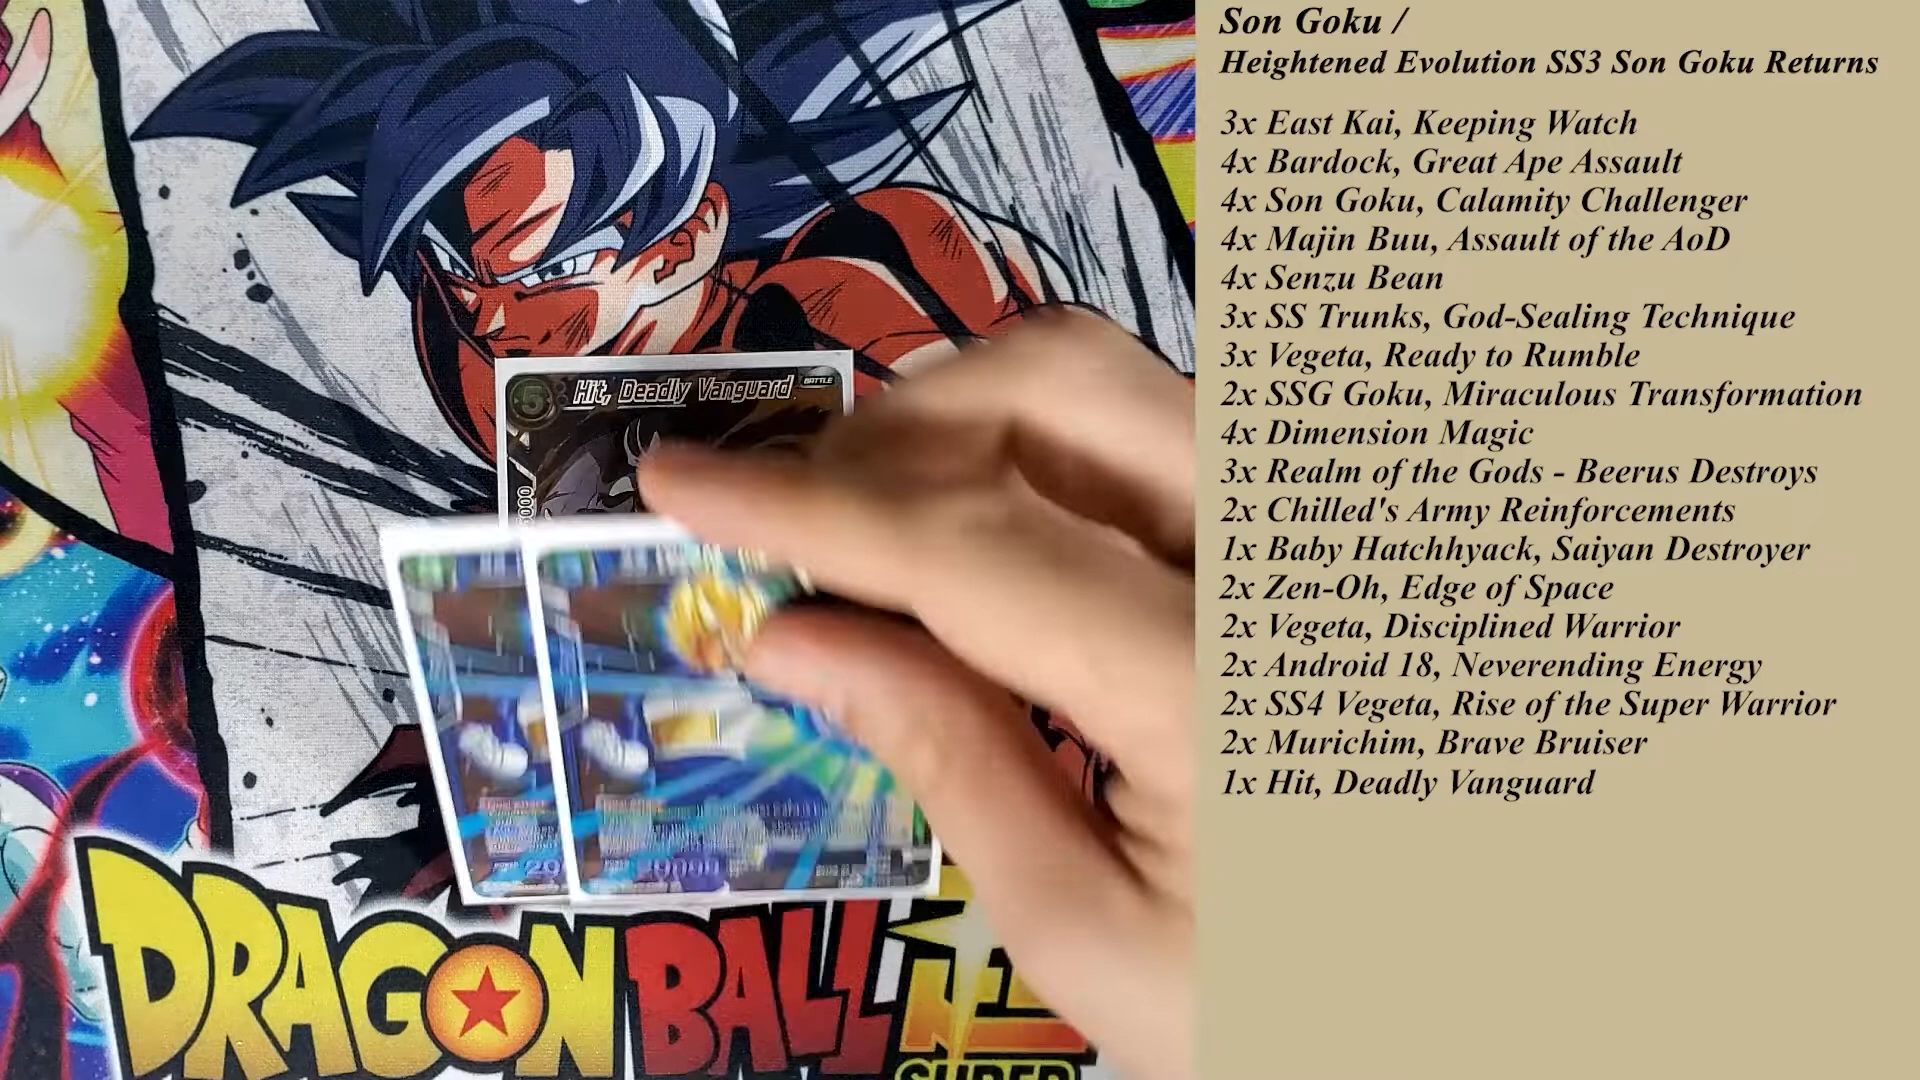 Son Goku /
Heightened Evolution SS3 Son Goku Returns
3x East Kai, Keeping Watch
4x Bardock, Great Ape Assault
4x Son Goku, Calamity Challenger
4x Majin Buu, Assault of the AoD
4x Senzu Bean
3x SS Trunks, God-Sealing Technique
3x Vegeta, Ready to Rumble
2x SSG Goku, Miraculous Transformation
4x Dimension Magic
3x Realm of the Gods - Beerus Destroys
2x Chilled's Army Reinforcements
1x Baby Hatchhyack, Saiyan Destroyer
2x Zen-Oh, Edge of Space
2x Vegeta, Disciplined Warrior
2x Android 18, Neverending Energy
2x SS4 Vegeta, Rise of the Super Warrior
2x Murichim, Brave Bruiser
1x Hit, Deadly Vanguard
5 Hit, Deadly Vanguard BATTLE
20000
DRAGON BALL
SUPER